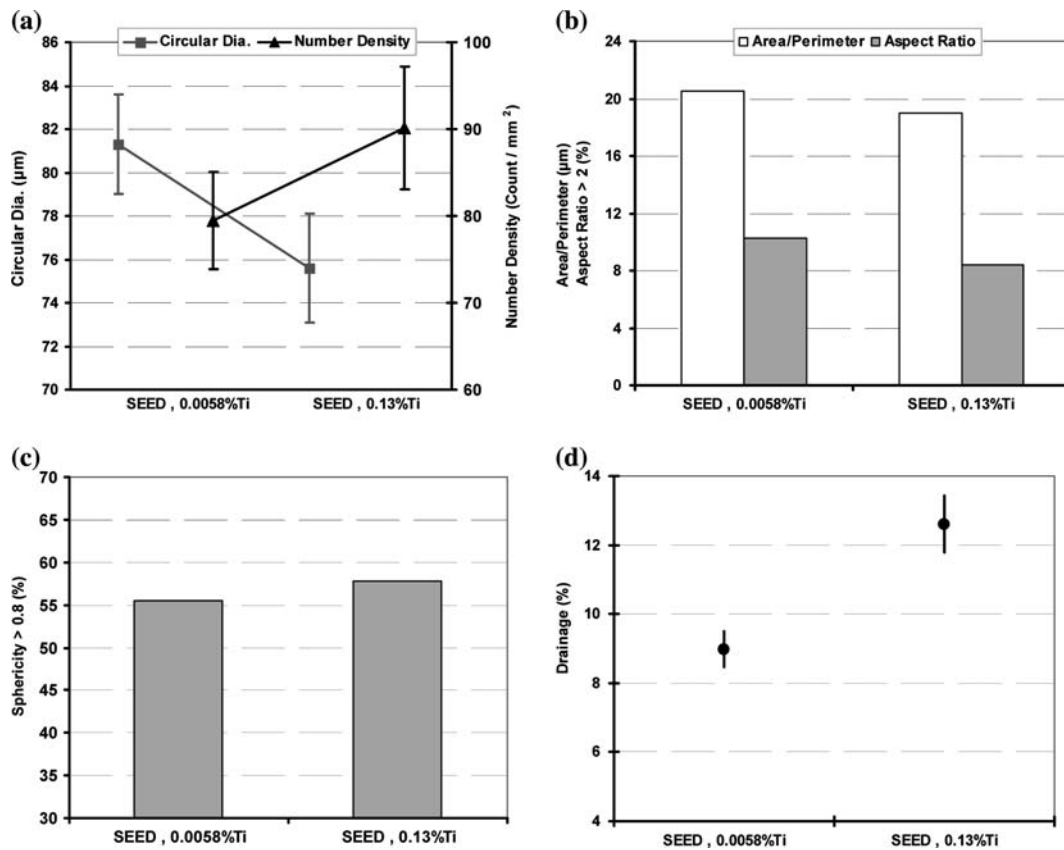 (a)
Circular Dia. Number Density
86
84
82
80
78
76
74
72
70
100
90
80
70
60
Circular Dia. (µm)
Number Density (Count / mm ²)
SEED , 0.0058%Ti SEED , 0.13%Ti
(b)
Area/Perimeter Aspect Ratio
24
20
16
12
8
4
0
Area/Perimeter (µm)
Aspect Ratio > 2 (%)
SEED , 0.0058%Ti SEED , 0.13%Ti
(c)
70
65
60
55
50
45
40
35
30
Sphericity > 0.8 (%)
SEED , 0.0058%Ti SEED , 0.13%Ti
(d)
14
12
10
8
6
4
Drainage (%)
SEED , 0.0058%Ti SEED , 0.13%Ti